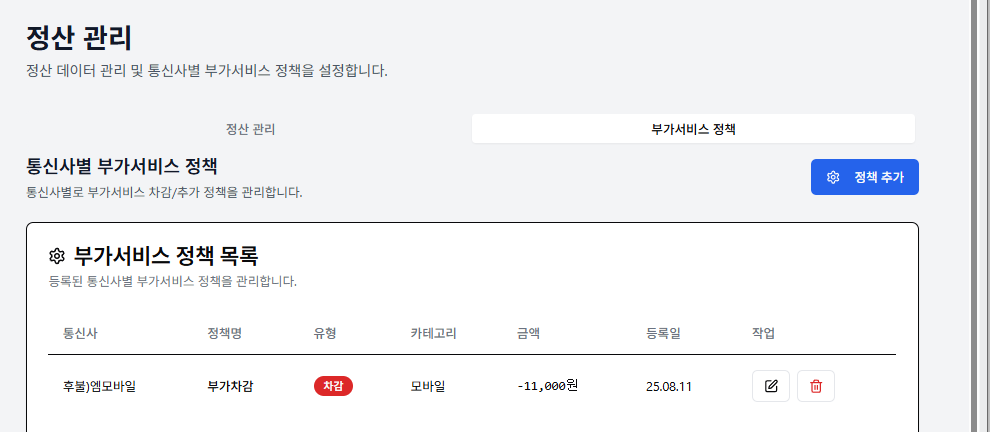 정산 관리
정산 데이터 관리 및 통신사별 부가서비스 정책을 설정합니다.
정산 관리 부가서비스 정책
통신사별 부가서비스 정책
통신사별로 부가서비스 차감/추가 정책을 관리합니다.
정책 추가
부가서비스 정책 목록
등록된 통신사별 부가서비스 정책을 관리합니다.
통신사 정책명 유형 카테고리 금액 등록일 작업
후불)엠모바일 부가차감 차감 모바일 -11,000원 25.08.11